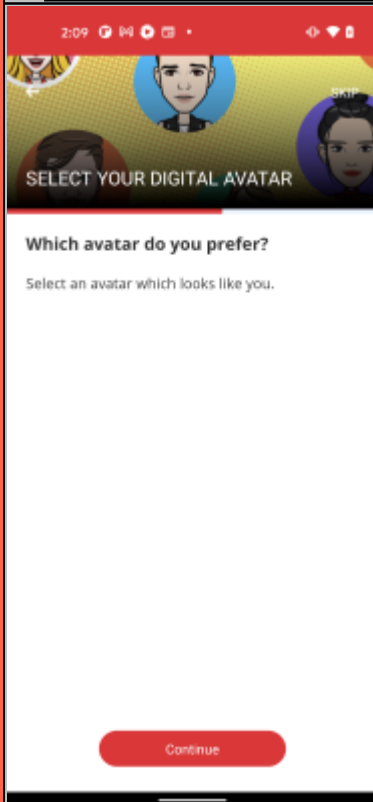 2:09
SKIP
SELECT YOUR DIGITAL AVATAR
Which avatar do you prefer?
Select an avatar which looks like you.
Continue